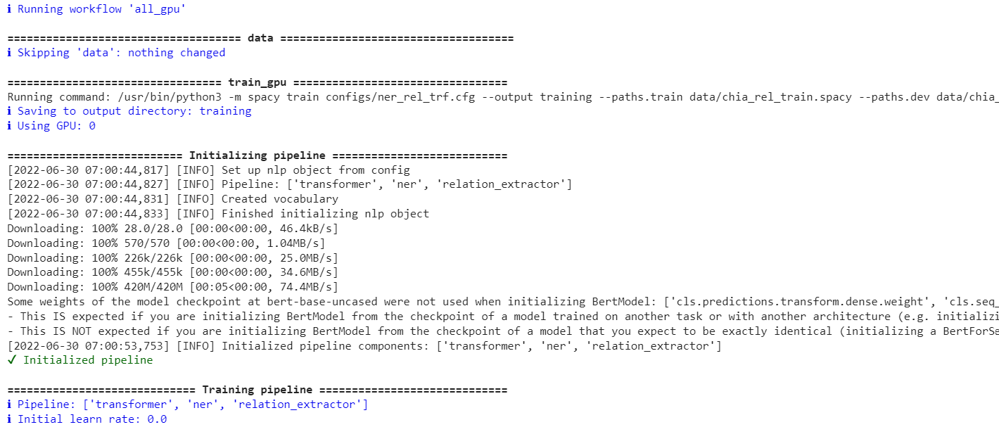 ℹ Running workflow 'all_gpu'
==================================== data ====================================
ℹ Skipping 'data': nothing changed
================================= train_gpu =================================
Running command: /usr/bin/python3 -m spacy train configs/ner_rel_trf.cfg --output training --paths.train data/chia_rel_train.spacy --paths.dev data/chia_
ℹ Saving to output directory: training
ℹ Using GPU: 0
=========================== Initializing pipeline ===========================
[2022-06-30 07:00:44,817] [INFO] Set up nlp object from config
[2022-06-30 07:00:44,827] [INFO] Pipeline: ['transformer', 'ner', 'relation_extractor']
[2022-06-30 07:00:44,831] [INFO] Created vocabulary
[2022-06-30 07:00:44,833] [INFO] Finished initializing nlp object
Downloading: 100% 28.0/28.0 [00:00<00:00, 46.4kB/s]
Downloading: 100% 570/570 [00:00<00:00, 1.04MB/s]
Downloading: 100% 226k/226k [00:00<00:00, 25.0MB/s]
Downloading: 100% 455k/455k [00:00<00:00, 34.6MB/s]
Downloading: 100% 420M/420M [00:05<00:00, 74.4MB/s]
Some weights of the model checkpoint at bert-base-uncased were not used when initializing BertModel: ['cls.predictions.transform.dense.weight', 'cls.seq_
- This IS expected if you are initializing BertModel from the checkpoint of a model trained on another task or with another architecture (e.g. initializi
- This IS NOT expected if you are initializing BertModel from the checkpoint of a model that you expect to be exactly identical (initializing a BertForSe
[2022-06-30 07:00:53,753] [INFO] Initialized pipeline components: ['transformer', 'ner', 'relation_extractor']
✔ Initialized pipeline
============================= Training pipeline =============================
ℹ Pipeline: ['transformer', 'ner', 'relation_extractor']
ℹ Initial learn rate: 0.0